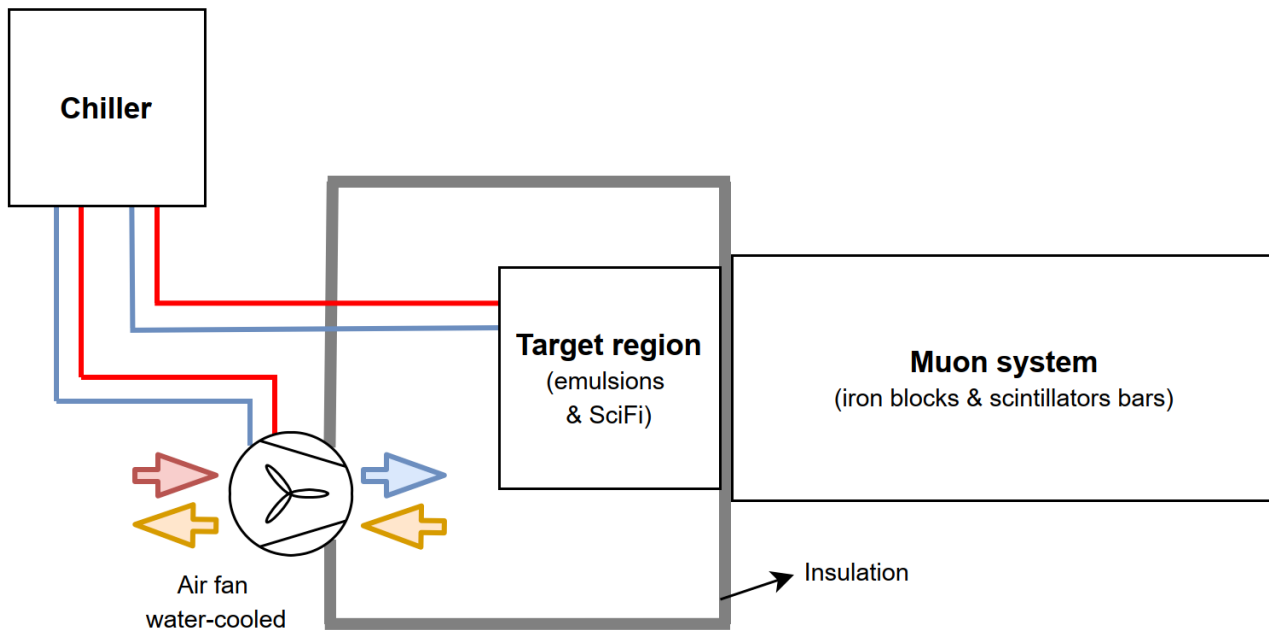 Chiller
Target region
(emulsions
& SciFi)
Muon system
(iron blocks & scintillators bars)
Air fan
water-cooled
Insulation